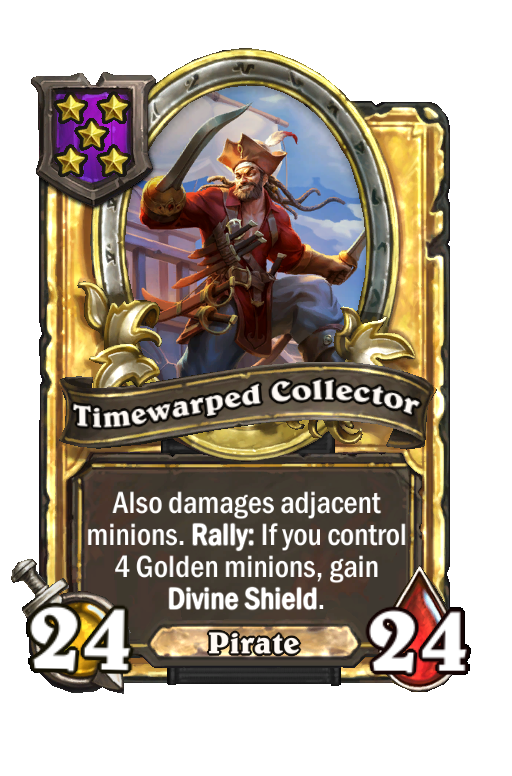 Timewarped Collector
Also damages adjacent
minions. Rally: If you control
4 Golden minions, gain
Divine Shield.
24
Pirate
24